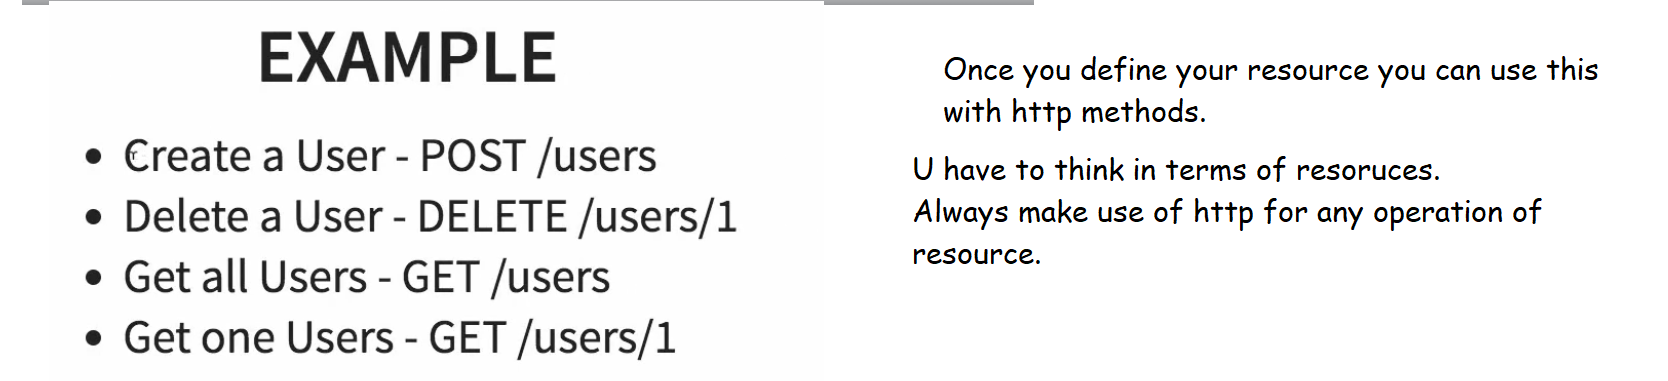 EXAMPLE
• Create a User - POST /users
• Delete a User - DELETE /users/1
• Get all Users - GET /users
• Get one Users - GET /users/1
Once you define your resource you can use this
with http methods.
U have to think in terms of resoruces.
Always make use of http for any operation of
resource.